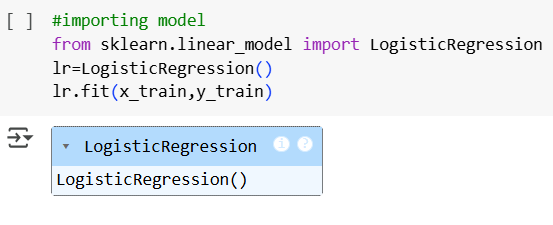 [ ] #importing model
from sklearn.linear_model import LogisticRegression
lr=LogisticRegression()
lr.fit(x_train,y_train)
▾ LogisticRegression i ?
LogisticRegression()